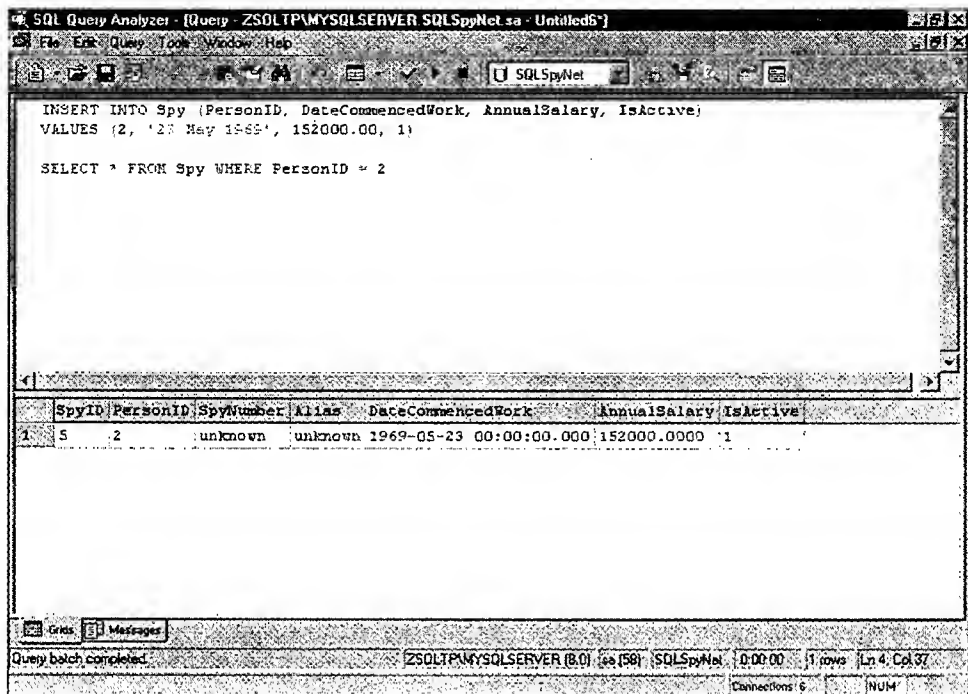 SQL Query Analyzer - [Query - ZSQLTP\MYSQLSERVER.SQLSpyNet.sa - Untitled6*]
File Edit Query Tools Window Help
SQLSpyNet
INSERT INTO Spy (PersonID, DateCommencedWork, AnnualSalary, IsActive)
VALUES (2, '23 May 1969', 152000.00, 1)
SELECT * FROM Spy WHERE PersonID = 2
SpyID PersonID SpyNumber Alias DateCommencedWork AnnualSalary IsActive
1 5 2 unknown unknown 1969-05-23 00:00:00.000 152000.0000 1
Grids Messages
Query batch completed. ZSQLTP\MYSQLSERVER (8.0) sa (58) SQLSpyNet 0:00:00 1 rows Ln 4, Col 37
Connections: 6 NUM